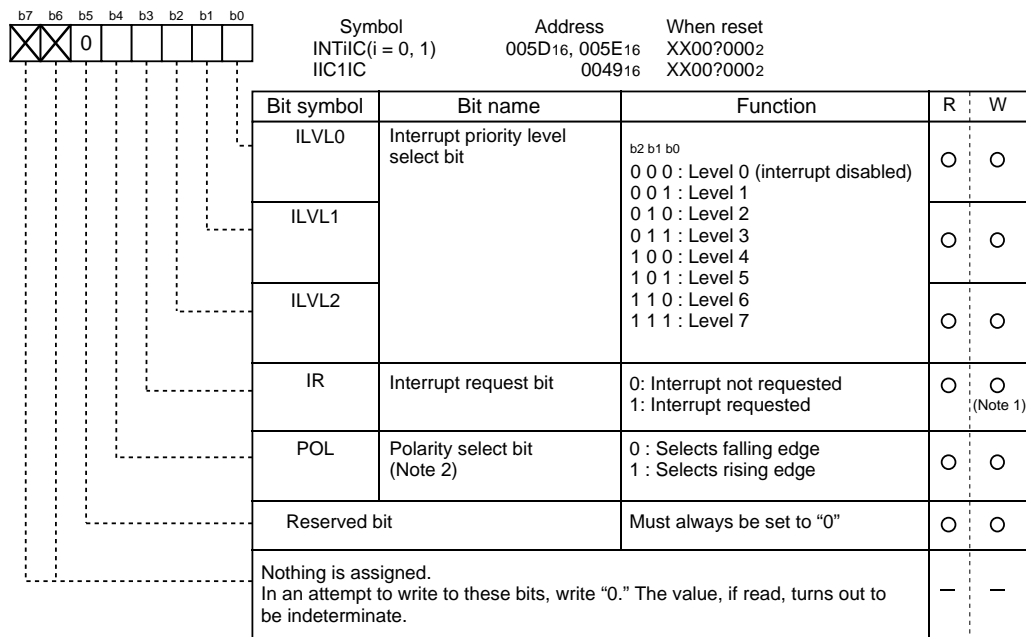 b7 b6 b5 b4 b3 b2 b1 b0
0
Symbol Address When reset
INTiIC(i = 0, 1) 005D16, 005E16 XX00?0002
IIC1IC 004916 XX00?0002
Bit symbol Bit name Function R W
ILVL0 Interrupt priority level
select bit
b2 b1 b0
0 0 0 : Level 0 (interrupt disabled)
0 0 1 : Level 1
0 1 0 : Level 2
ILVL1
0 1 1 : Level 3
1 0 0 : Level 4
1 0 1 : Level 5
ILVL2
1 1 0 : Level 6
1 1 1 : Level 7
IR Interrupt request bit 0: Interrupt not requested
1: Interrupt requested
(Note 1)
POL Polarity select bit 0 : Selects falling edge
(Note 2) 1 : Selects rising edge
Reserved bit Must always be set to “0”
Nothing is assigned.
In an attempt to write to these bits, write “0.” The value, if read, turns out to
be indeterminate.